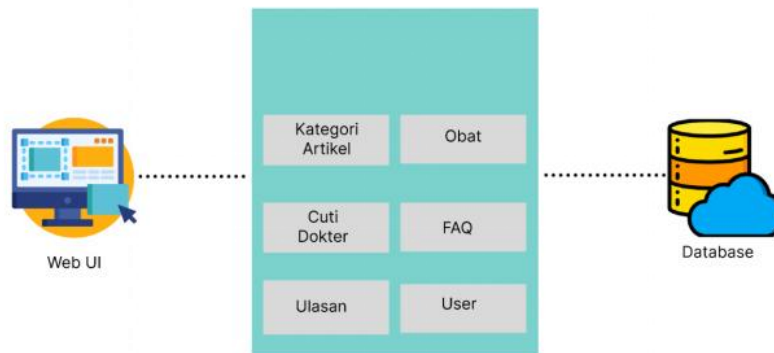 Kategori
Artikel
Obat
Cuti
Dokter
FAQ
Ulasan
User
Web UI
Database